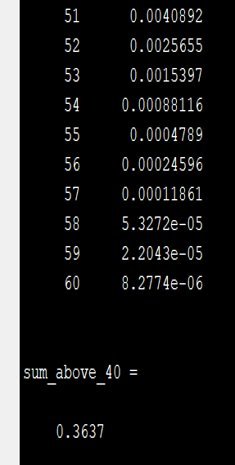 51 0.0040892
52 0.0025655
53 0.0015397
54 0.00088116
55 0.0004789
56 0.00024596
57 0.00011861
58 5.3272e-05
59 2.2043e-05
60 8.2774e-06
sum_above_40 =
0.3637